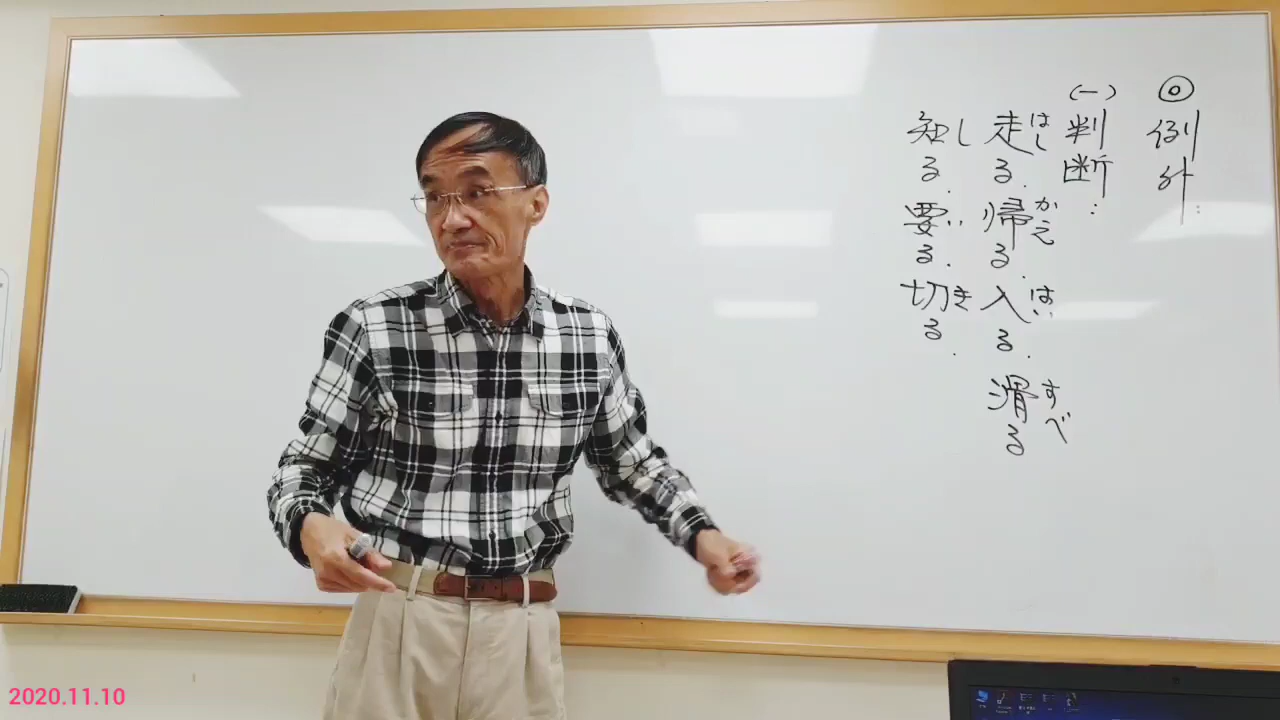 ◎例外:
(一)判断:
走る.帰る.入る.滑る
はし かえ はい すべ
知る.要る.切る.
し い き
2020.11.10